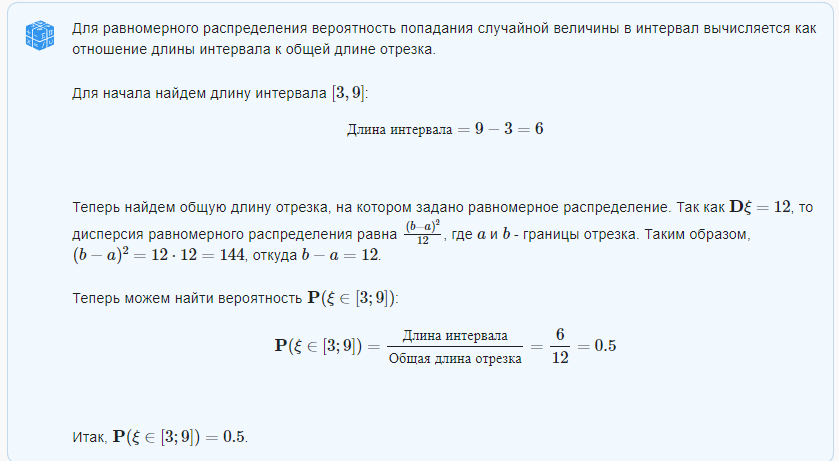 Для равномерного распределения вероятность попадания случайной величины в интервал вычисляется как
отношение длины интервала к общей длине отрезка.
Для начала найдем длину интервала [3, 9]:
Длина интервала = 9 − 3 = 6
Теперь найдем общую длину отрезка, на котором задано равномерное распределение. Так как Dξ = 12, то
дисперсия равномерного распределения равна \frac{(b−a)^2}{12}, где a и b - границы отрезка. Таким образом,
(b − a)² = 12 · 12 = 144, откуда b − a = 12.
Теперь можем найти вероятность P(ξ ∈ [3; 9]):
P(ξ ∈ [3; 9]) = \frac{Длина интервала}{Общая длина отрезка} = \frac{6}{12} = 0.5
Итак, P(ξ ∈ [3; 9]) = 0.5.